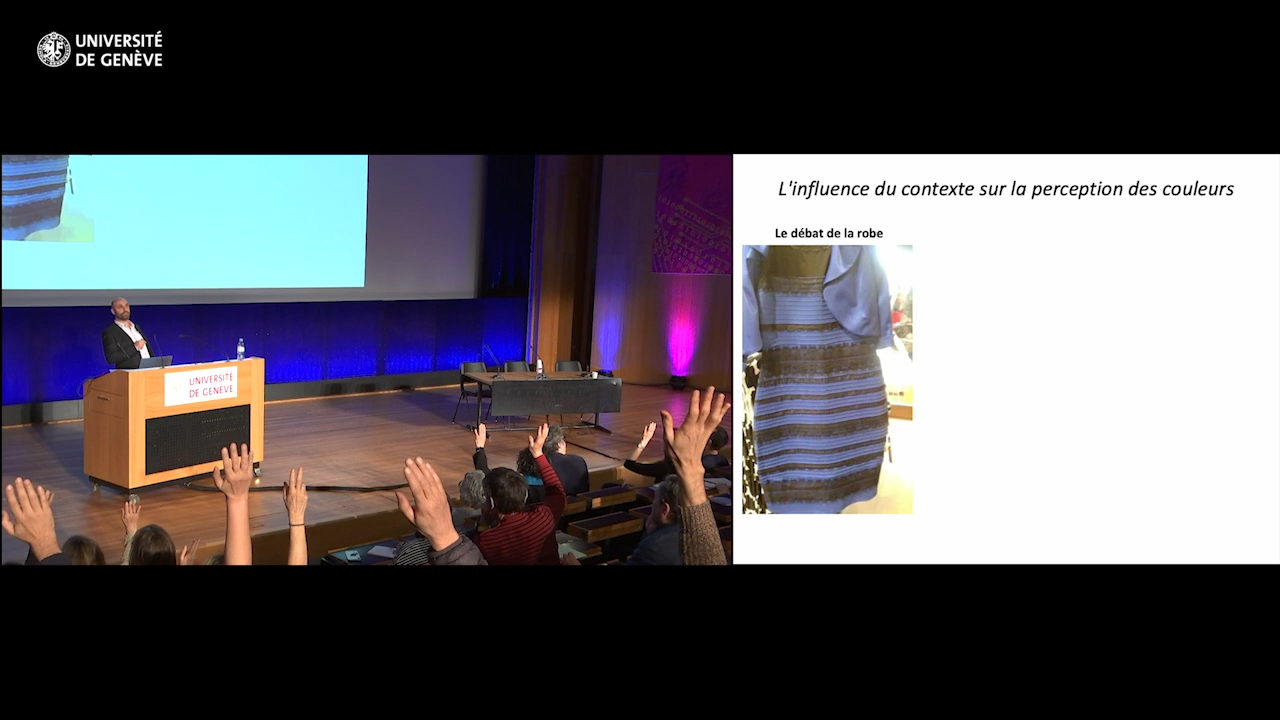 UNIVERSITÉ
DE GENÈVE
UNIVERSITÉ
DE GENÈVE
L'influence du contexte sur la perception des couleurs
Le débat de la robe